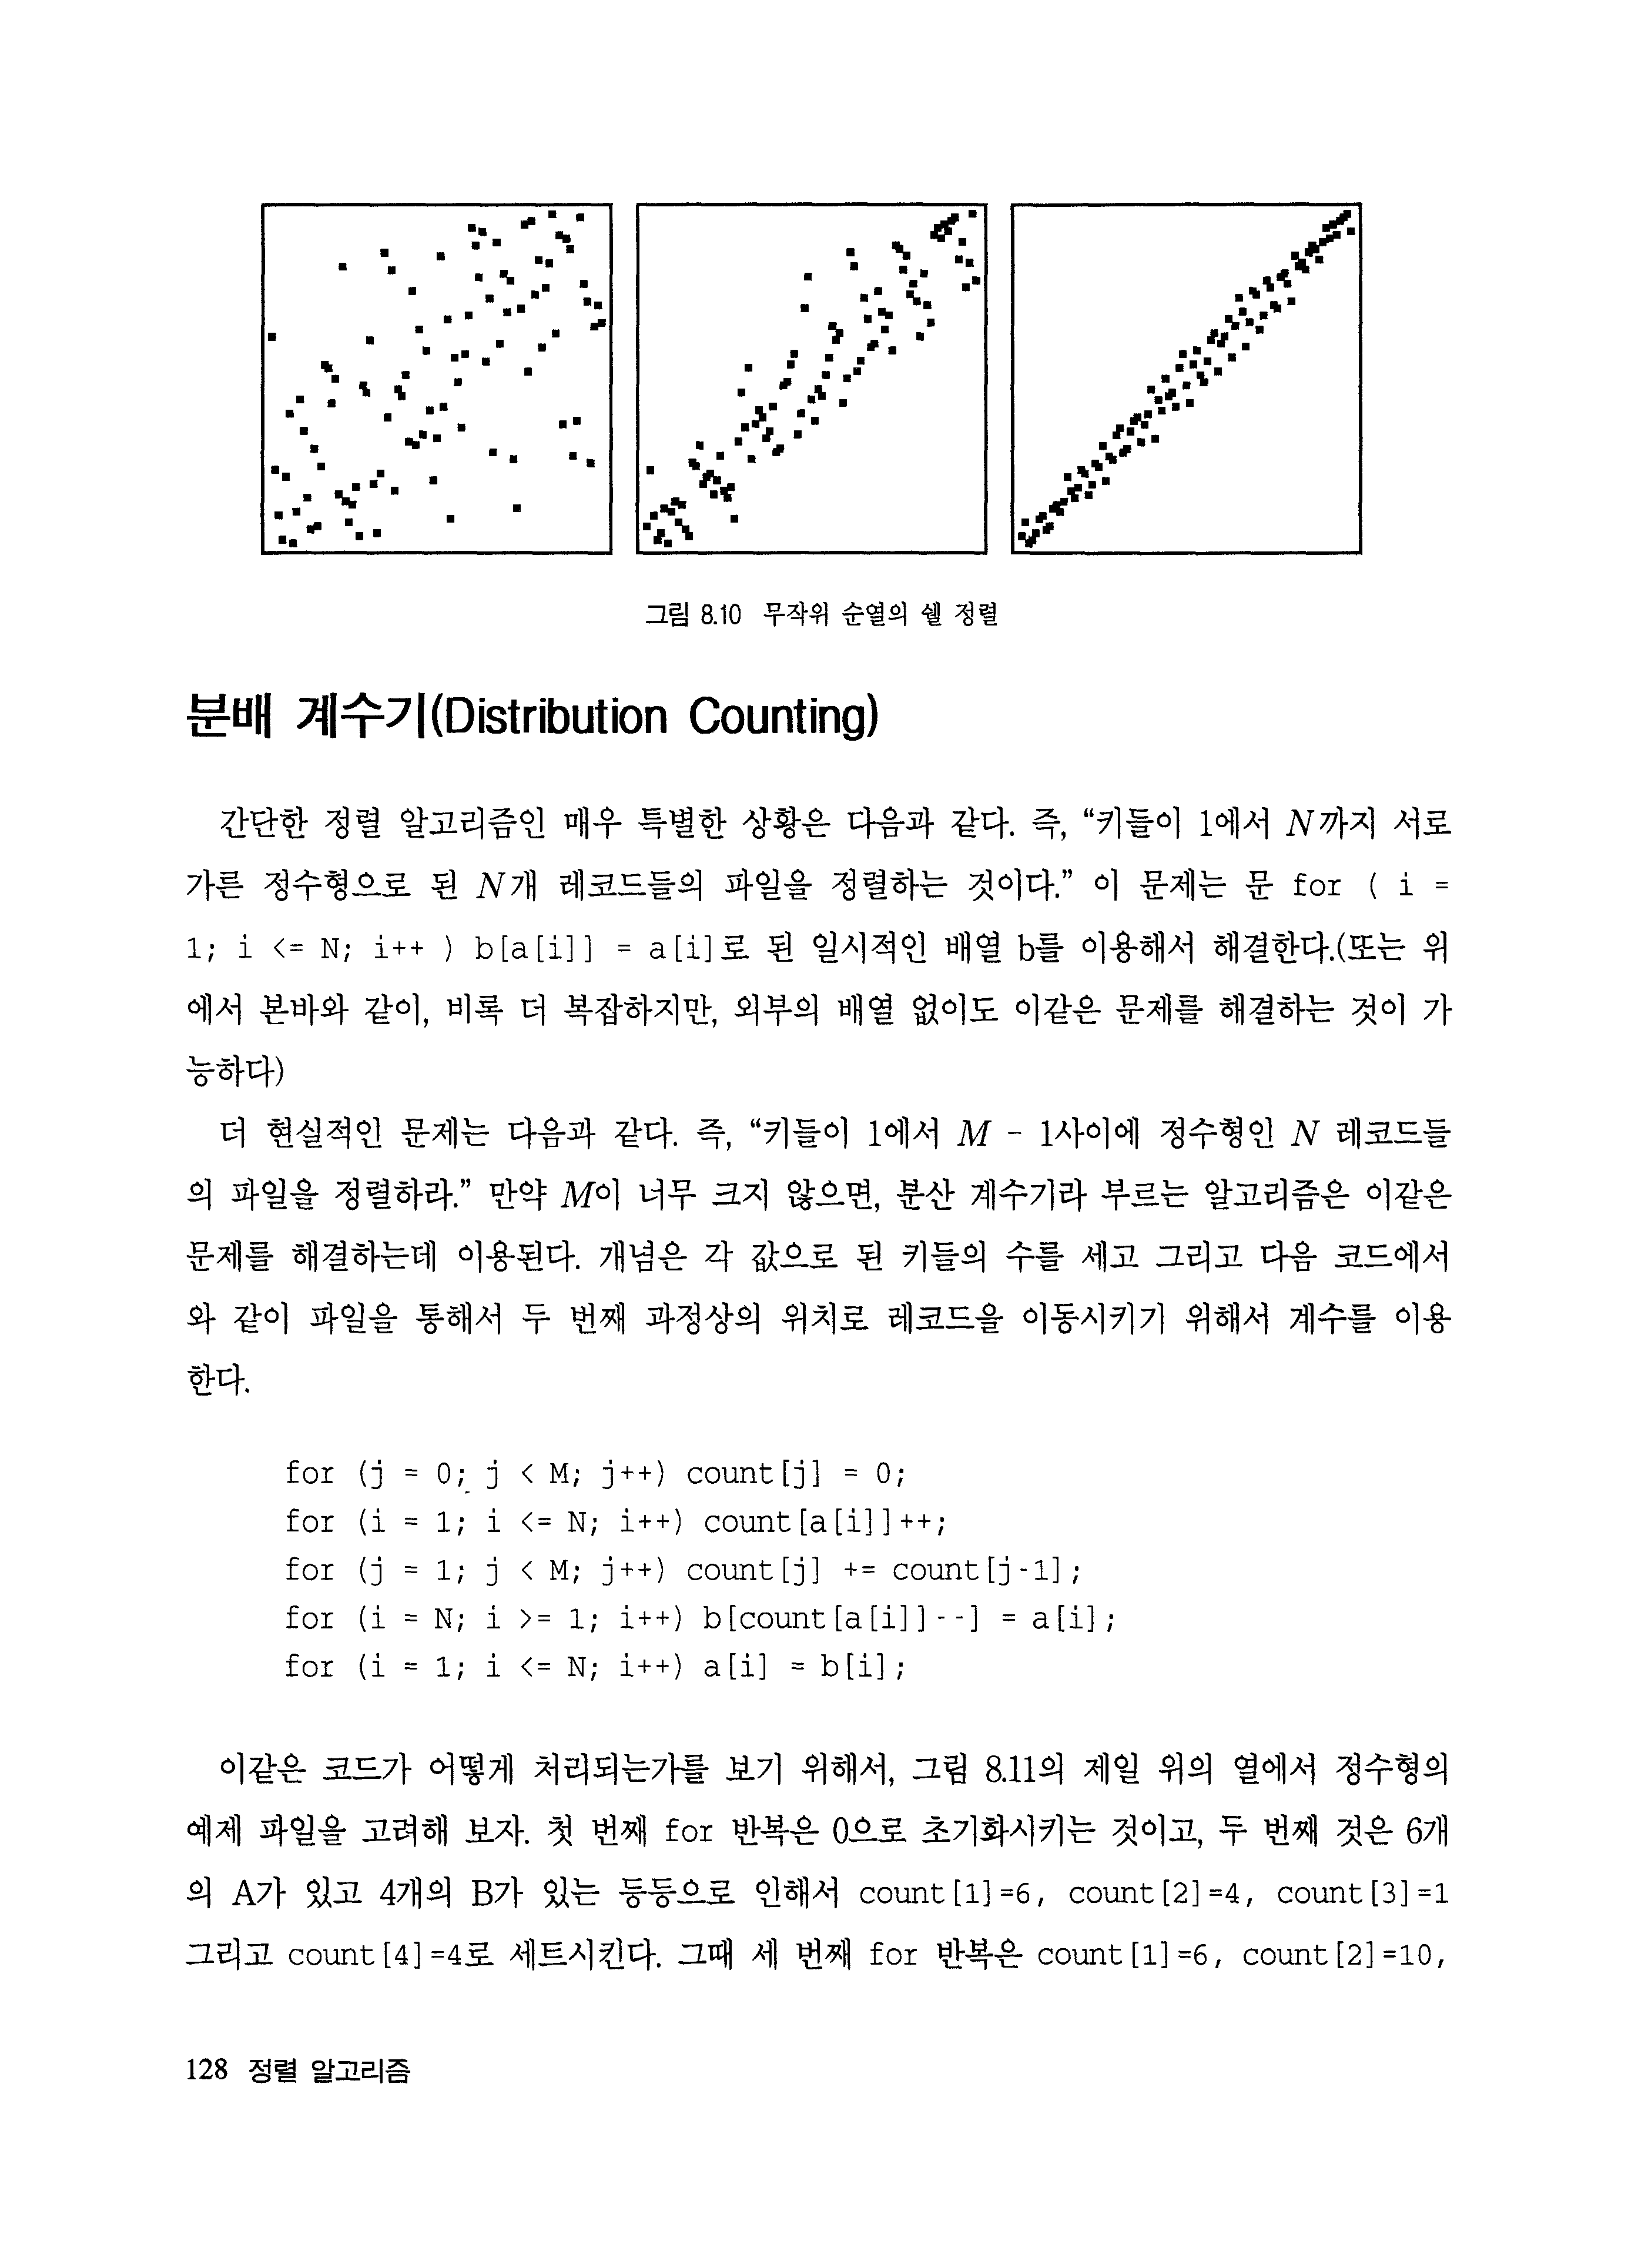 그림 8.10 무작위 순열의 쉘 정렬
분배 계수기(Distribution Counting)
간단한 정렬 알고리즘인 매우 특별한 상황은 다음과 같다. 즉, “키들이 1에서 N까지 서로
가른 정수형으로 된 N개 레코드들의 파일을 정렬하는 것이다.” 이 문제는 문 for ( i =
1; i <= N; i++ ) b[a[i]] = a[i]로 된 일시적인 배열 b를 이용해서 해결한다.(또는 위
에서 본바와 같이, 비록 더 복잡하지만, 외부의 배열 없이도 이같은 문제를 해결하는 것이 가
능하다)
더 현실적인 문제는 다음과 같다. 즉, “키들이 1에서 M - 1사이에 정수형인 N 레코드들
의 파일을 정렬하라.” 만약 M이 너무 크지 않으면, 분산 계수기라 부르는 알고리즘은 이같은
문제를 해결하는데 이용된다. 개념은 각 값으로 된 키들의 수를 세고 그리고 다음 코드에서
와 같이 파일을 통해서 두 번째 과정상의 위치로 레코드을 이동시키기 위해서 계수를 이용
한다.
for (j = 0; j < M; j++) count[j] = 0;
for (i = 1; i <= N; i++) count[a[i]]++;
for (j = 1; j < M; j++) count[j] += count[j-1];
for (i = N; i >= 1; i++) b[count[a[i]]--] = a[i];
for (i = 1; i <= N; i++) a[i] = b[i];
이같은 코드가 어떻게 처리되는가를 보기 위해서, 그림 8.11의 제일 위의 열에서 정수형의
예제 파일을 고려해 보자. 첫 번째 for 반복은 0으로 초기화시키는 것이고, 두 번째 것은 6개
의 A가 있고 4개의 B가 있는 등등으로 인해서 count[1]=6, count[2]=4, count[3]=1
그리고 count[4]=4로 세트시킨다. 그때 세 번째 for 반복은 count[1]=6, count[2]=10,
128 정렬 알고리즘